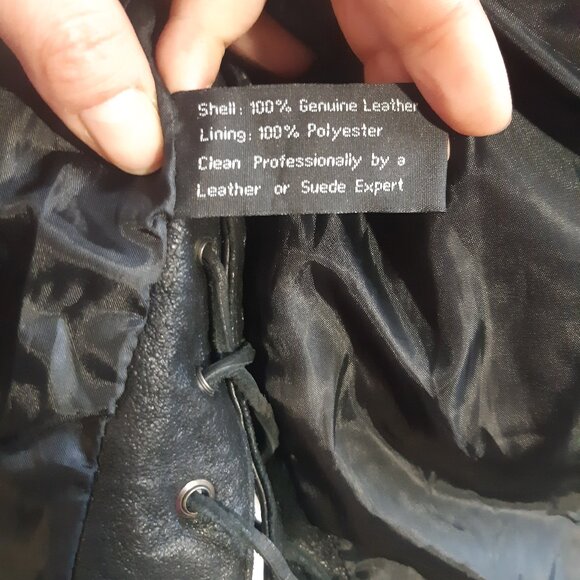 Shell: 100% Genuine Leather
Lining: 100% Polyester
Clean Professionally by a
Leather or Suede Expert